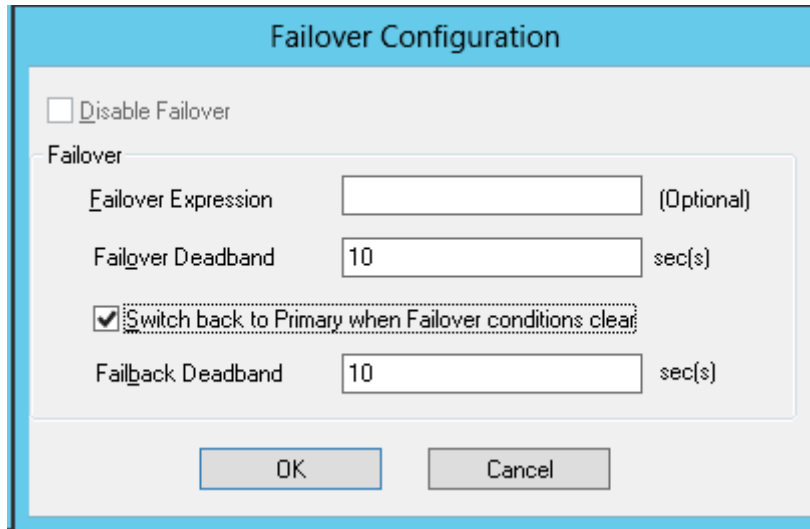 Failover Configuration
Disable Failover
Failover
Failover Expression (Optional)
Failover Deadband 10 sec(s)
Switch back to Primary when Failover conditions clear
Failback Deadband 10 sec(s)
OK Cancel